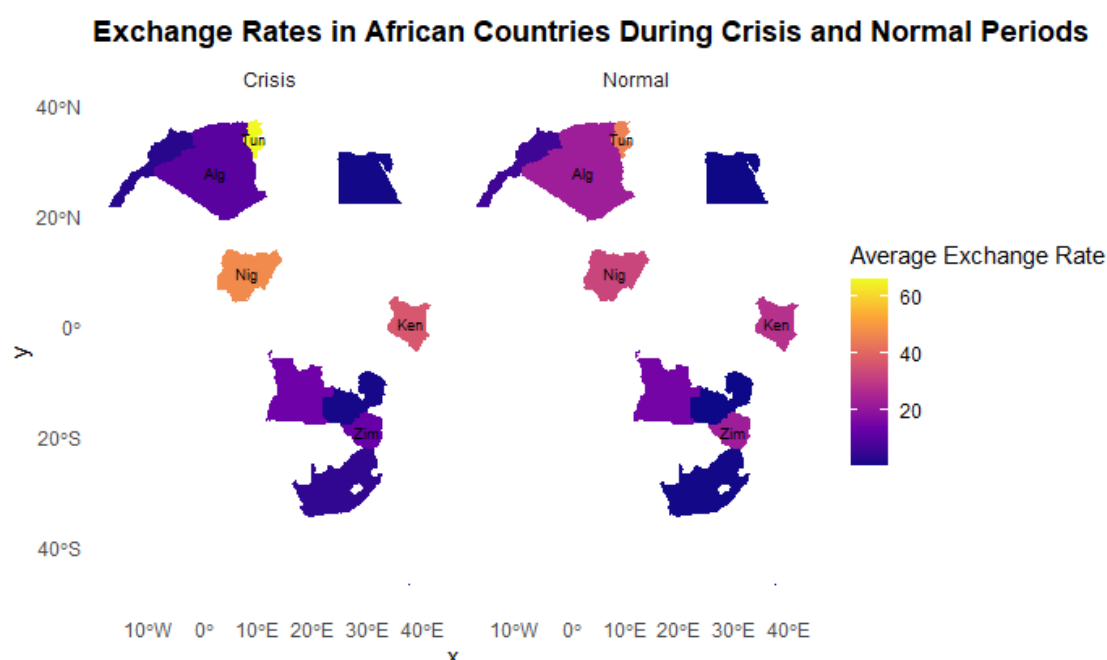 Exchange Rates in African Countries During Crisis and Normal Periods
Crisis Normal
40°N
20°N
0°
20°S
40°S
y
Tun
Alg
Nig
Ken
Zim
Tun
Alg
Nig
Ken
Zim
Average Exchange Rate
60
40
20
10°W 0° 10°E 20°E 30°E 40°E 10°W 0° 10°E 20°E 30°E 40°E
x